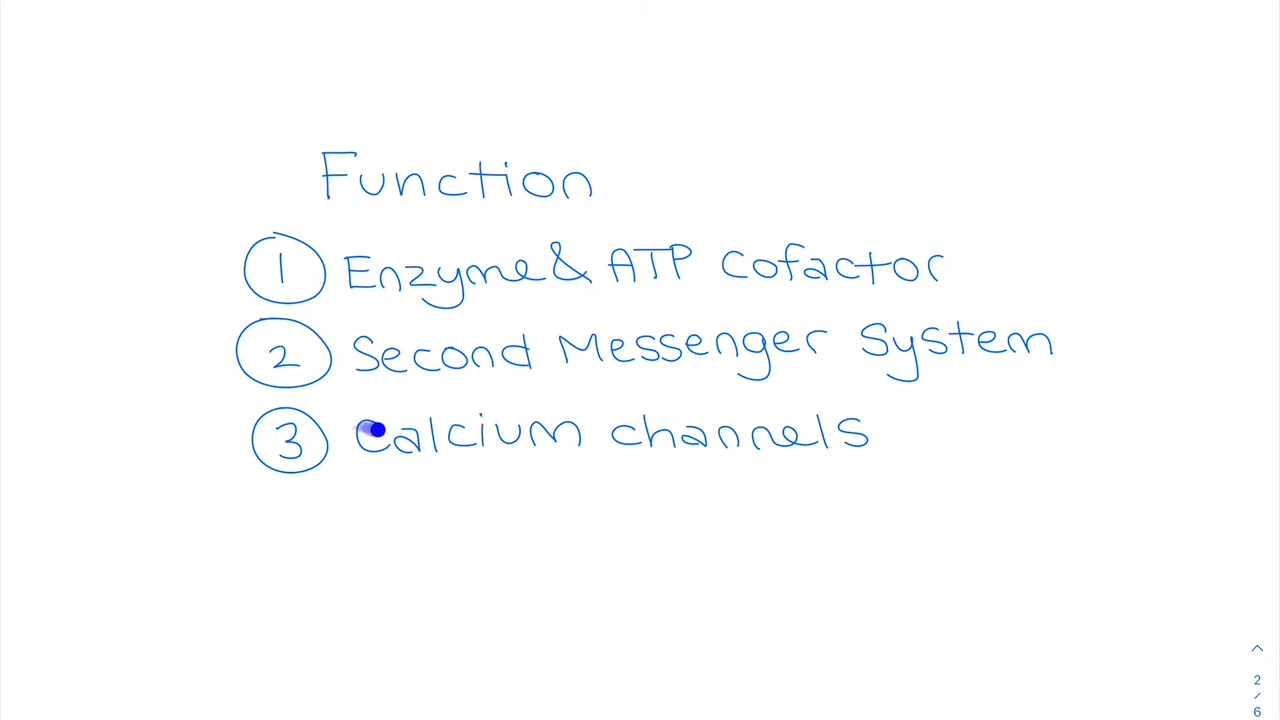 Function
1 Enzyme & ATP cofactor
2 Second Messenger System
3 Calcium channels
2
/
6